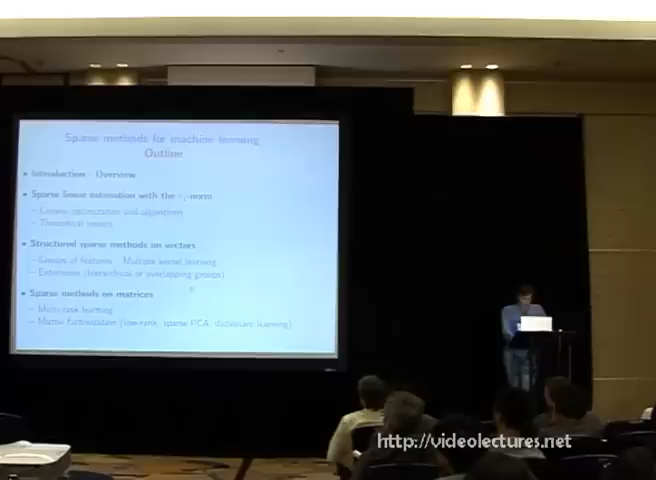 Sparse methods for machine learning
Outline
• Introduction - Overview
• Sparse linear estimation with the ℓ1-norm
– Convex optimization and algorithms
– Theoretical results
• Structured sparse methods on vectors
– Groups of features - Multiple kernel learning
– Extensions (hierarchical or overlapping groups)
• Sparse methods on matrices
– Multi-task learning
– Matrix factorization (low-rank, sparse PCA, dictionary learning)
http://videolectures.net